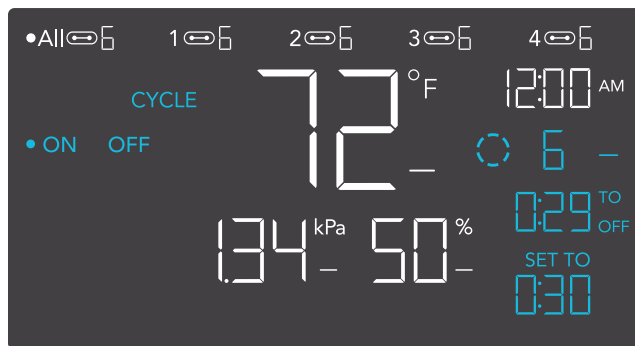 •All 6 1 6 2 6 3 6 4 6
72 °F 12:00 AM
CYCLE
• ON OFF
6 –
0:29 TO OFF
1.34 kPa 50 %
SET TO
0:30